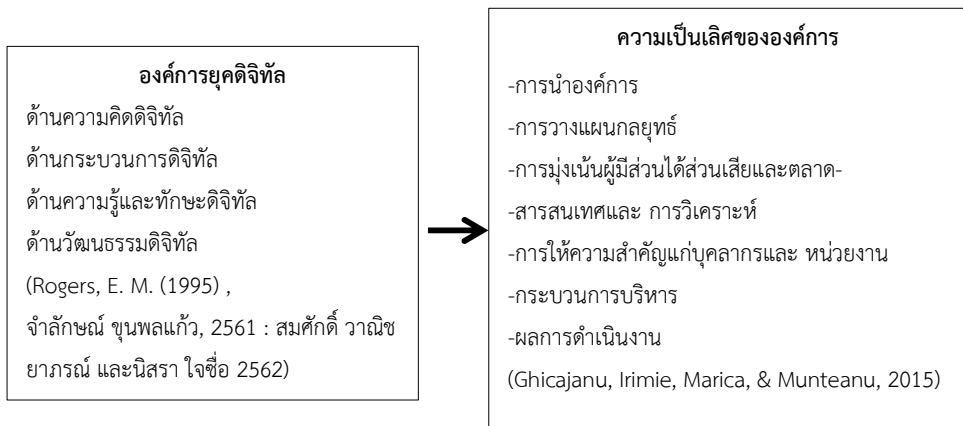 องค์การยุคดิจิทัล
ด้านความคิดดิจิทัล
ด้านกระบวนการดิจิทัล
ด้านความรู้และทักษะดิจิทัล
ด้านวัฒนธรรมดิจิทัล
(Rogers, E. M. (1995) ,
จำลักษณ์ ขุนพลแก้ว, 2561 : สมศักดิ์ วาณิช
ยาภรณ์ และนิสรา ใจซื่อ 2562)
ความเป็นเลิศขององค์การ
-การนำองค์การ
-การวางแผนกลยุทธ์
-การมุ่งเน้นผู้มีส่วนได้ส่วนเสียและตลาด-
-สารสนเทศและ การวิเคราะห์
-การให้ความสำคัญแก่บุคลากรและ หน่วยงาน
-กระบวนการบริหาร
-ผลการดำเนินงาน
(Ghicajanu, Irimie, Marica, & Munteanu, 2015)